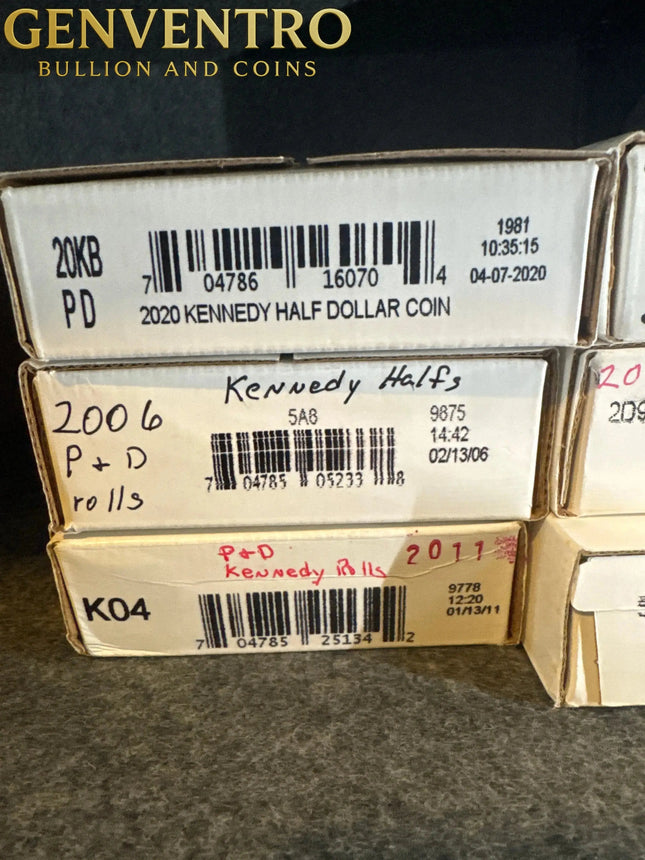 GENVENTRO
BULLION AND COINS
20KB
PD
7 04786 16070 4
2020 KENNEDY HALF DOLLAR COIN
1981
10:35:15
04-07-2020
Kennedy Halfs
2006
P + D
rolls
5A8
7 04785 05233 8
9875
14:42
02/13/06
20
209
P+D
Kennedy Rolls
2011
K04
7 04785 25134 2
9778
12:20
01/13/11